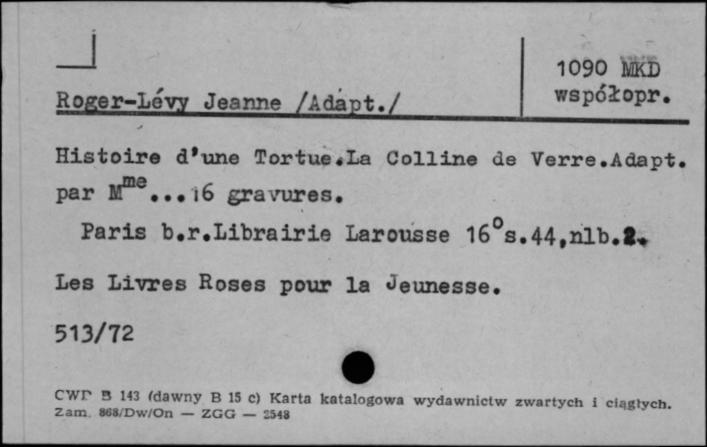 1090 MKD
Roger-Lévy Jeanne /Adapt./
współopr.
Histoire d'une Tortue.La Colline de Verre.Adapt.
par Mme...16 gravures.
Paris b.r.Librairie Larousse 16°s.44,nlb.2.
Les Livres Roses pour la Jeunesse.
513/72
CWP B 143 (dawny B 15 c) Karta katalogowa wydawnictw zwartych i ciągłych.
Zam. 868/Dw/On — ZGG — 2548